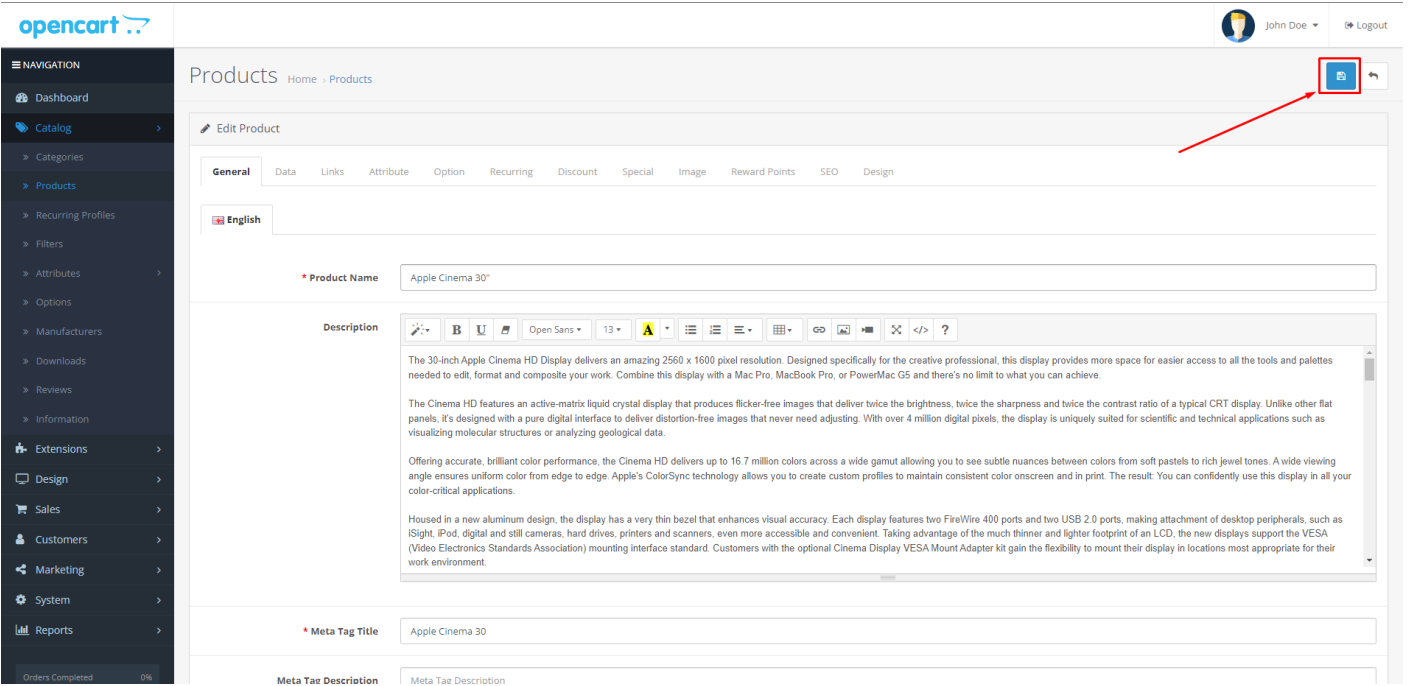 opencart
John Doe
Logout
NAVIGATION
Products Home › Products
Dashboard
Catalog
Edit Product
Categories
General Data Links Attribute Option Recurring Discount Special Image Reward Points SEO Design
Products
Recurring Profiles
English
Filters
Attributes
* Product Name Apple Cinema 30"
Options
Manufacturers
Description
B U Open Sans 13 A </> ?
Downloads
The 30-inch Apple Cinema HD Display delivers an amazing 2560 x 1600 pixel resolution. Designed specifically for the creative professional, this display provides more space for easier access to all the tools and palettes
needed to edit, format and composite your work. Combine this display with a Mac Pro, MacBook Pro, or PowerMac G5 and there's no limit to what you can achieve.
Reviews
The Cinema HD features an active-matrix liquid crystal display that produces flicker-free images that deliver twice the brightness, twice the sharpness and twice the contrast ratio of a typical CRT display. Unlike other flat
panels, it's designed with a pure digital interface to deliver distortion-free images that never need adjusting. With over 4 million digital pixels, the display is uniquely suited for scientific and technical applications such as
visualizing molecular structures or analyzing geological data.
Information
Extensions
Offering accurate, brilliant color performance, the Cinema HD delivers up to 16.7 million colors across a wide gamut allowing you to see subtle nuances between colors from soft pastels to rich jewel tones. A wide viewing
angle ensures uniform color from edge to edge. Apple's ColorSync technology allows you to create custom profiles to maintain consistent color onscreen and in print. The result: You can confidently use this display in all your
color-critical applications.
Design
Sales
Housed in a new aluminum design, the display has a very thin bezel that enhances visual accuracy. Each display features two FireWire 400 ports and two USB 2.0 ports, making attachment of desktop peripherals, such as
iSight, iPod, digital and still cameras, hard drives, printers and scanners, even more accessible and convenient. Taking advantage of the much thinner and lighter footprint of an LCD, the new displays support the VESA
(Video Electronics Standards Association) mounting interface standard. Customers with the optional Cinema Display VESA Mount Adapter kit gain the flexibility to mount their display in locations most appropriate for their
work environment.
Customers
Marketing
System
Reports
* Meta Tag Title Apple Cinema 30
Orders Completed 0%
Meta Tag Description Meta Tag Description